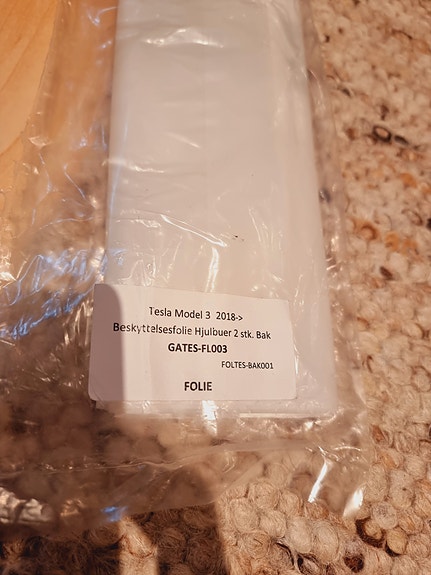 Tesla Model 3 2018->
Beskyttelsesfolie Hjulbuer 2 stk. Bak
GATES-FL003
FOLTES-BAK001
FOLIE